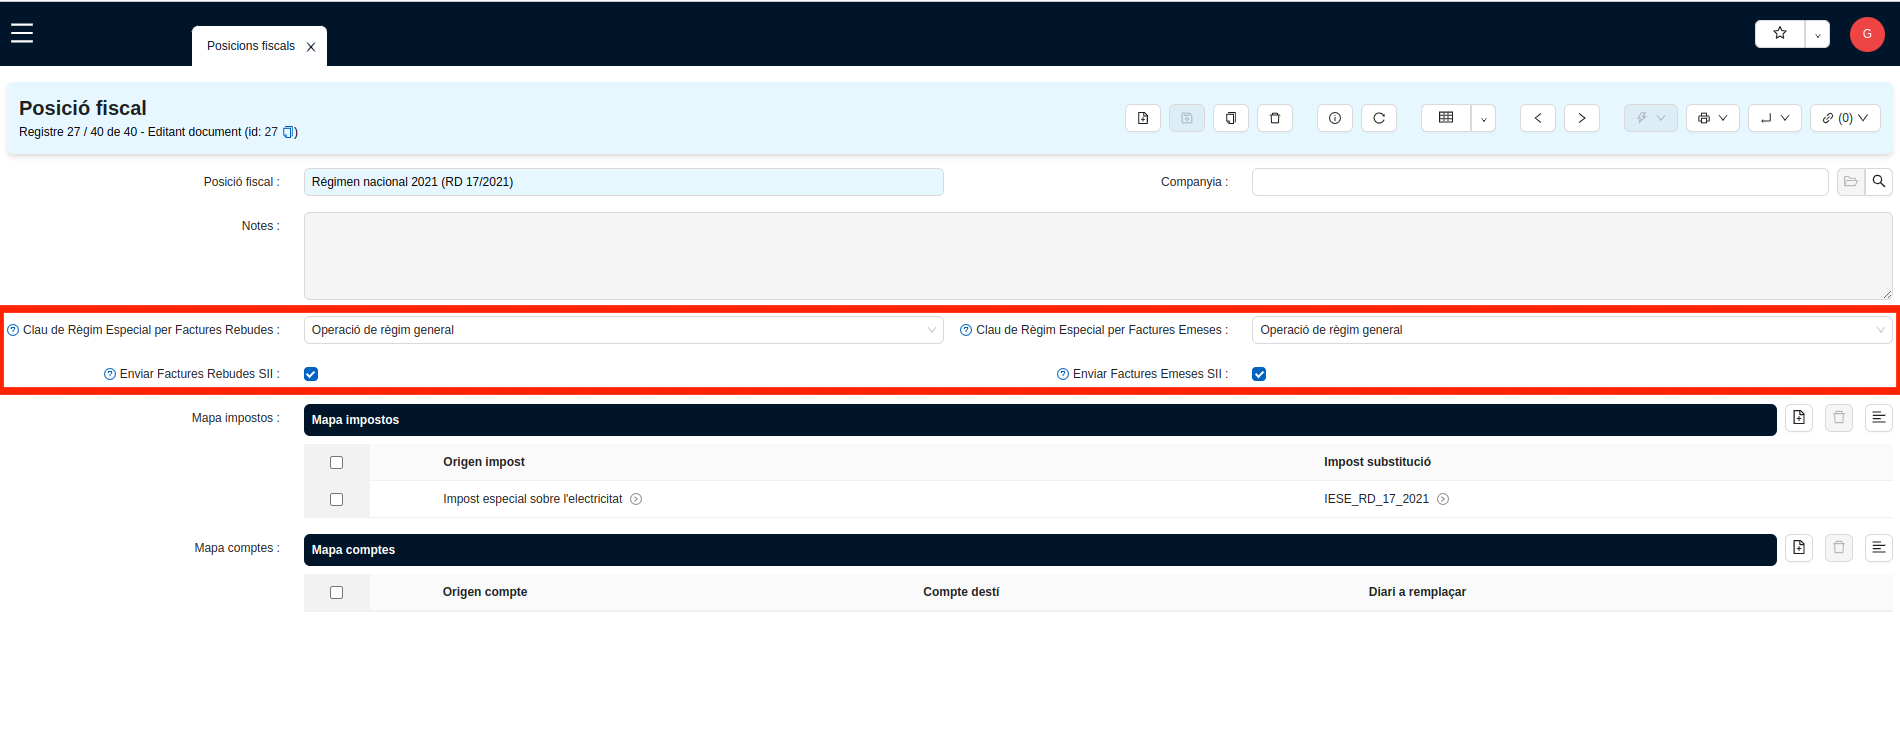 Posicions fiscals
G
Posició fiscal
Registre 27 / 40 de 40 - Editant document (id: 27 )
(0)
Posició fiscal : Régimen nacional 2021 (RD 17/2021) Companyia :
Notes :
Clau de Règim Especial per Factures Rebudes : Operació de règim general Clau de Règim Especial per Factures Emeses : Operació de règim general
Enviar Factures Rebudes SII : Enviar Factures Emeses SII :
Mapa impostos : Mapa impostos
Origen impost Impost substitució
Impost especial sobre l'electricitat IESE_RD_17_2021
Mapa comptes : Mapa comptes
Origen compte Compte destí Diari a remplaçar